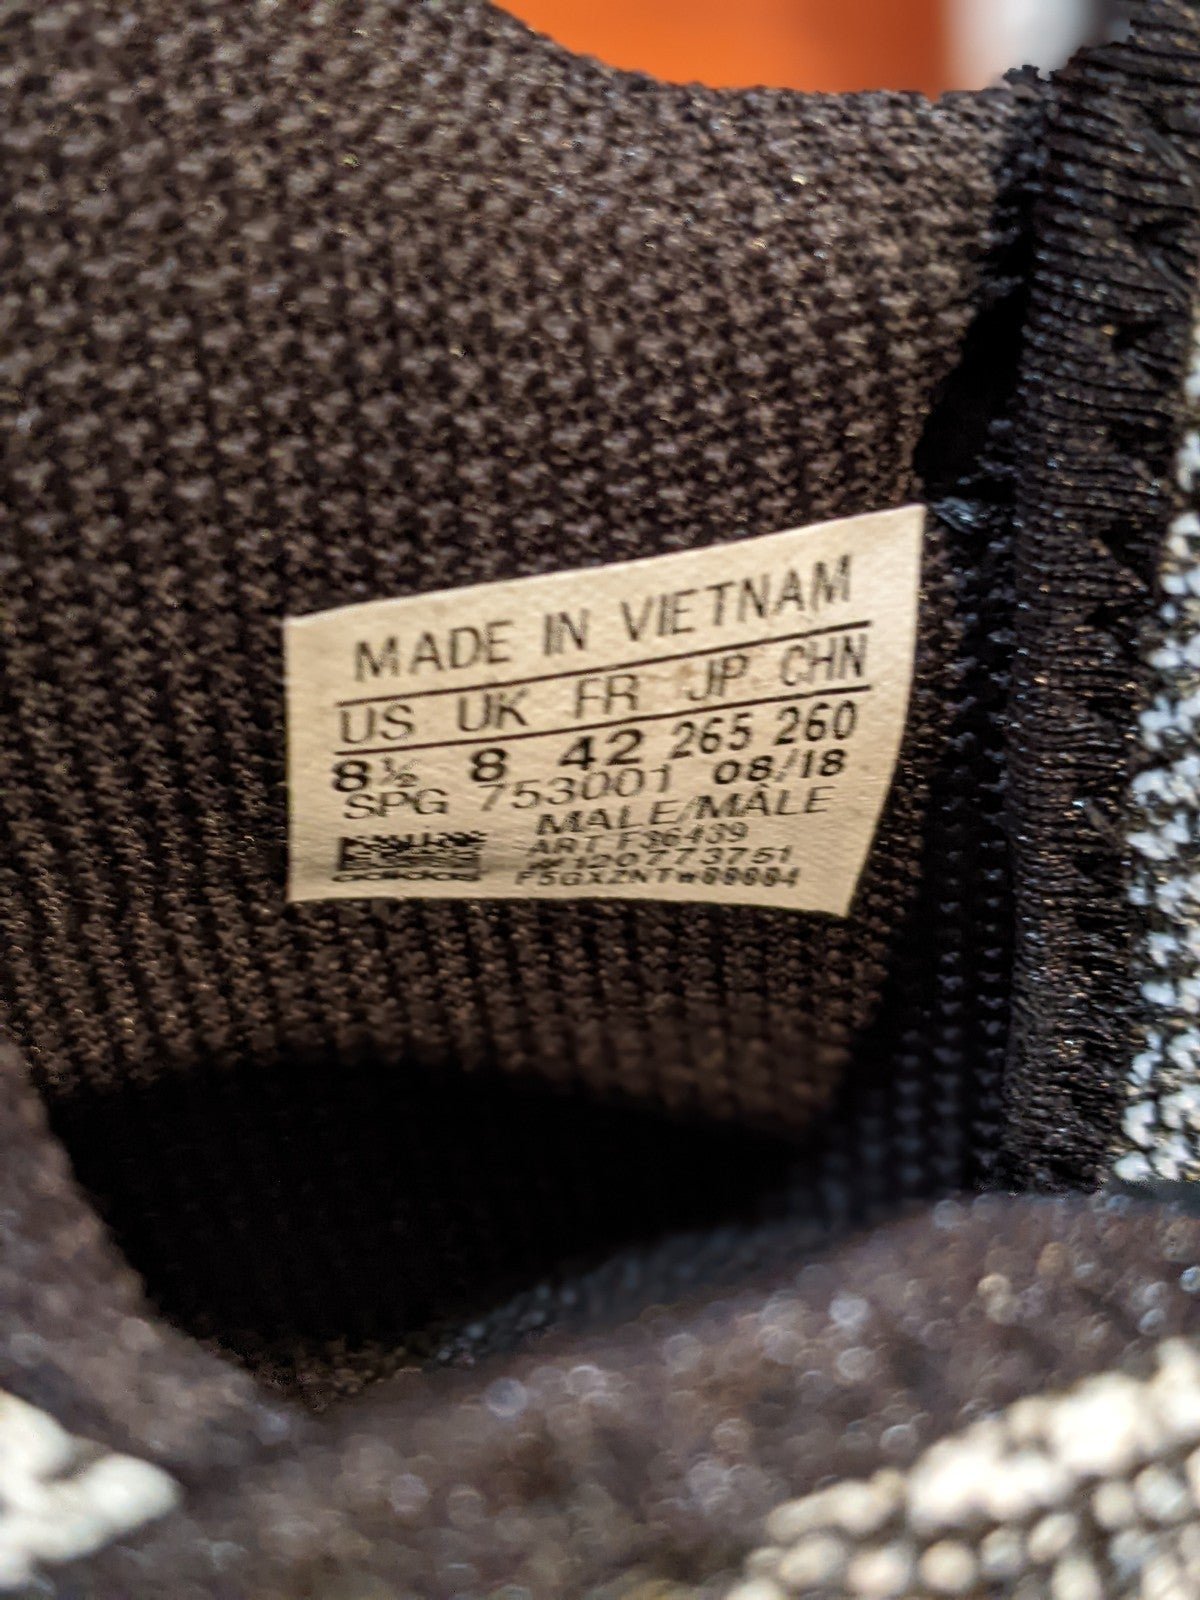 MADE IN VIETNAM
US UK FR JP CHN
8½ 8 42 265 260
SPG 753001 08/18
MALE/MÂLE
ART F36439
1207773751
F5GXZNTW00004